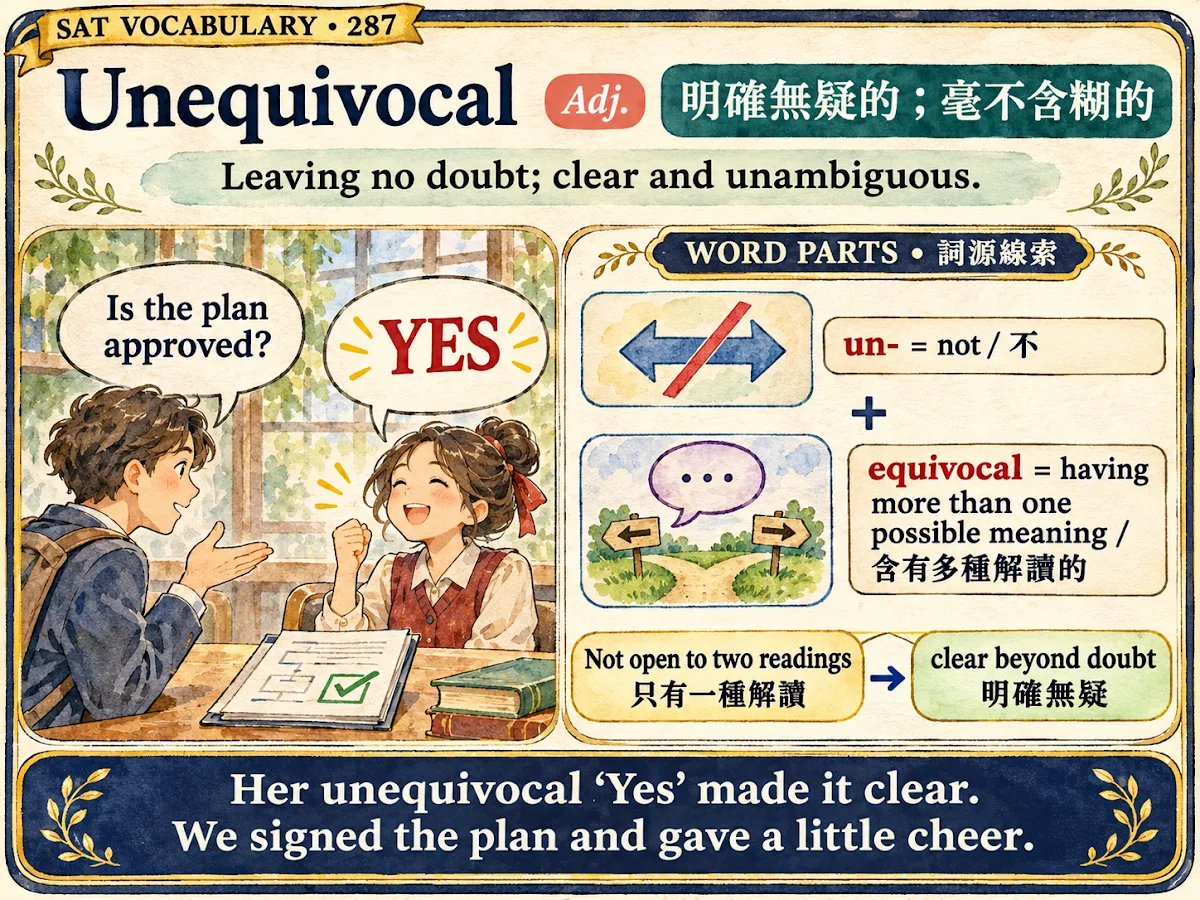 SAT VOCABULARY • 287
Unequivocal
Adj.
明確無疑的；毫不含糊的
Leaving no doubt; clear and unambiguous.
Is the plan
approved?
YES
WORD PARTS • 詞源線索
un- = not / 不
+
equivocal = having
more than one
possible meaning /
含有多種解讀的
Not open to two readings
只有一種解讀
clear beyond doubt
明確無疑
Her unequivocal ‘Yes’ made it clear.
We signed the plan and gave a little cheer.